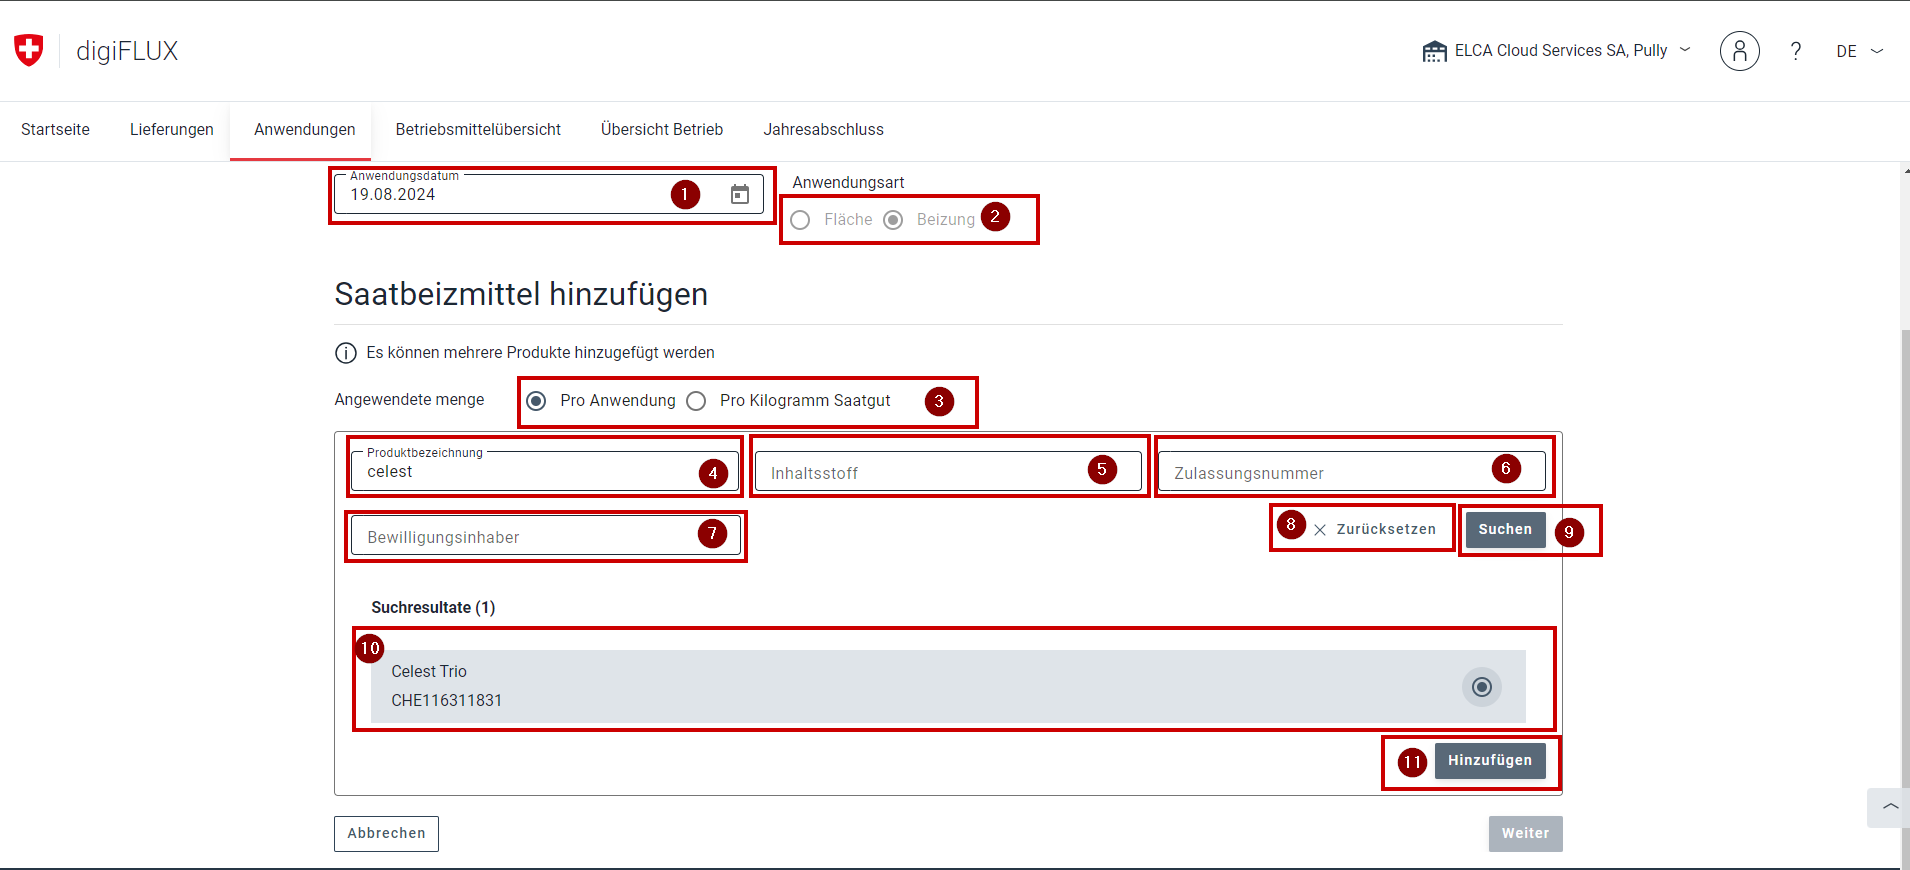 digiFLUX
ELCA Cloud Services SA, Pully
?
DE
Startseite
Lieferungen
Anwendungen
Betriebsmittelübersicht
Übersicht Betrieb
Jahresabschluss
Anwendungsdatum
19.08.2024
1
Anwendungsart
Fläche
Beizung
2
Saatbeizmittel hinzufügen
Es können mehrere Produkte hinzugefügt werden
Angewendete menge
Pro Anwendung
Pro Kilogramm Saatgut
3
Produktbezeichnung
celest
4
Inhaltsstoff
5
Zulassungsnummer
6
Bewilligungsinhaber
7
8
Zurücksetzen
Suchen
9
Suchresultate (1)
10
Celest Trio
CHE116311831
11
Hinzufügen
Abbrechen
Weiter